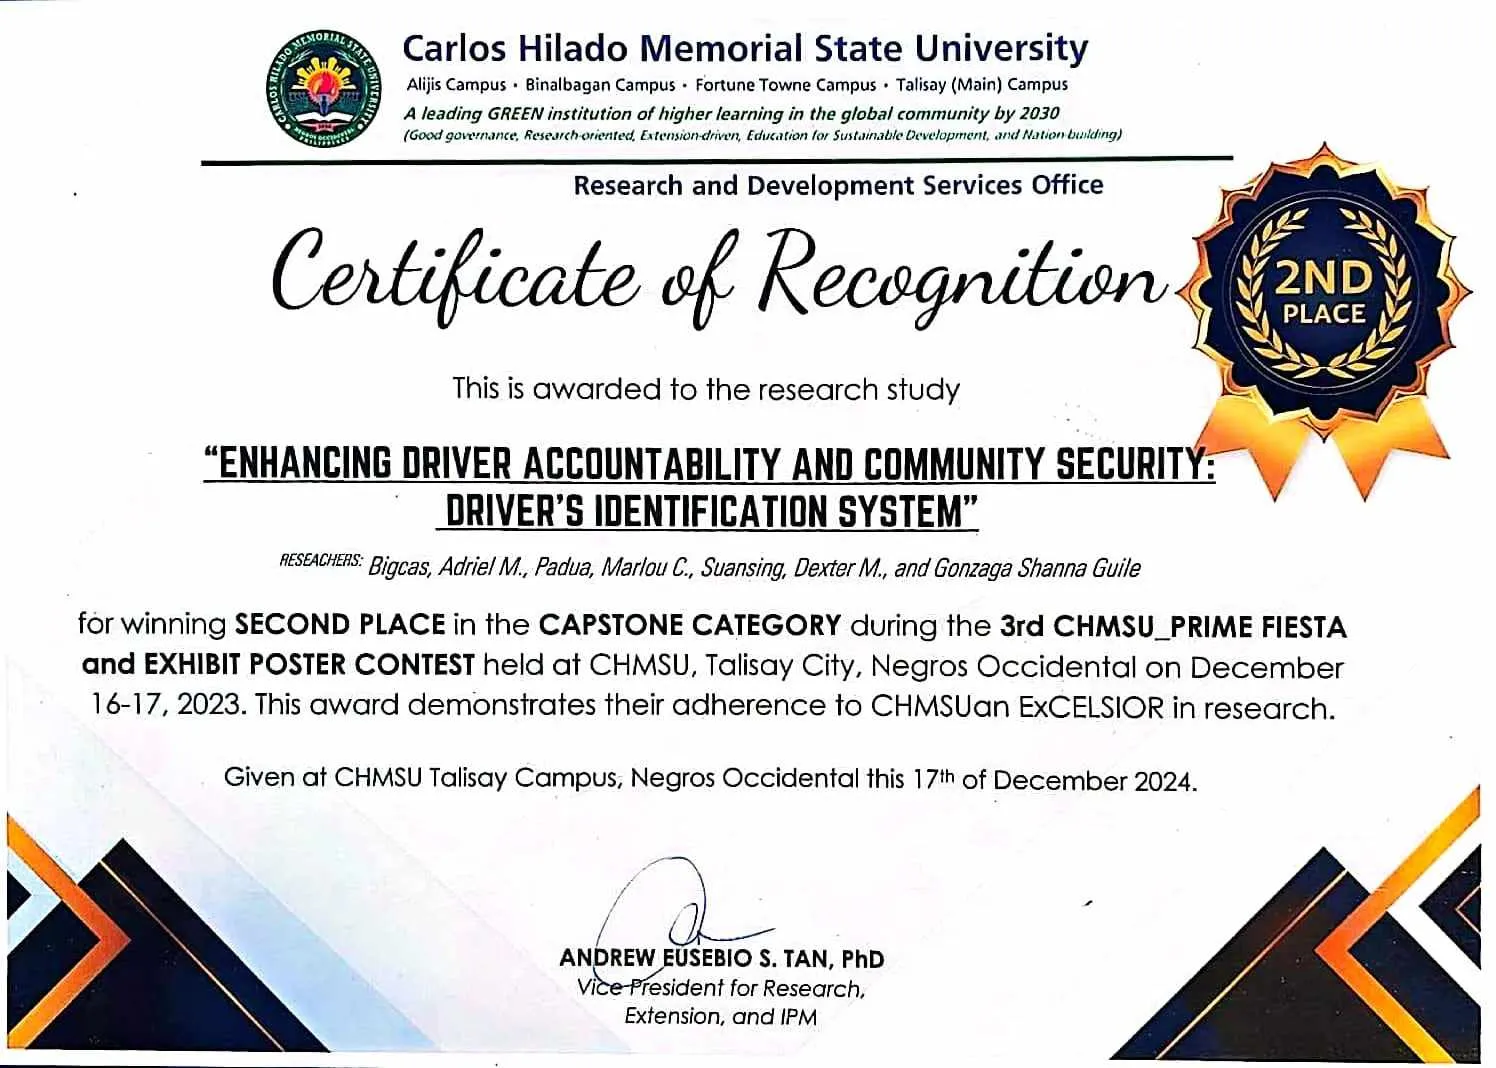 CARLOS HILADO MEMORIAL STATE UNIVERSITY
NEGROS OCCIDENTAL
PHILIPPINES
Carlos Hilado Memorial State University
Alijis Campus • Binalbagan Campus • Fortune Towne Campus • Talisay (Main) Campus
A leading GREEN institution of higher learning in the global community by 2030
(Good governance, Research-oriented, Extension-driven, Education for Sustainable Development, and Nation-building)
Research and Development Services Office
Certificate of Recognition
2ND
PLACE
This is awarded to the research study
“ENHANCING DRIVER ACCOUNTABILITY AND COMMUNITY SECURITY:
DRIVER’S IDENTIFICATION SYSTEM”
RESEACHERS: Bigcas, Adriel M., Padua, Marlou C., Suansing, Dexter M., and Gonzaga Shanna Guile
for winning SECOND PLACE in the CAPSTONE CATEGORY during the 3rd CHMSU_PRIME FIESTA
and EXHIBIT POSTER CONTEST held at CHMSU, Talisay City, Negros Occidental on December
16-17, 2023. This award demonstrates their adherence to CHMSUan ExCELSIOR in research.
Given at CHMSU Talisay Campus, Negros Occidental this 17th of December 2024.
ANDREW EUSEBIO S. TAN, PhD
Vice-President for Research,
Extension, and IPM